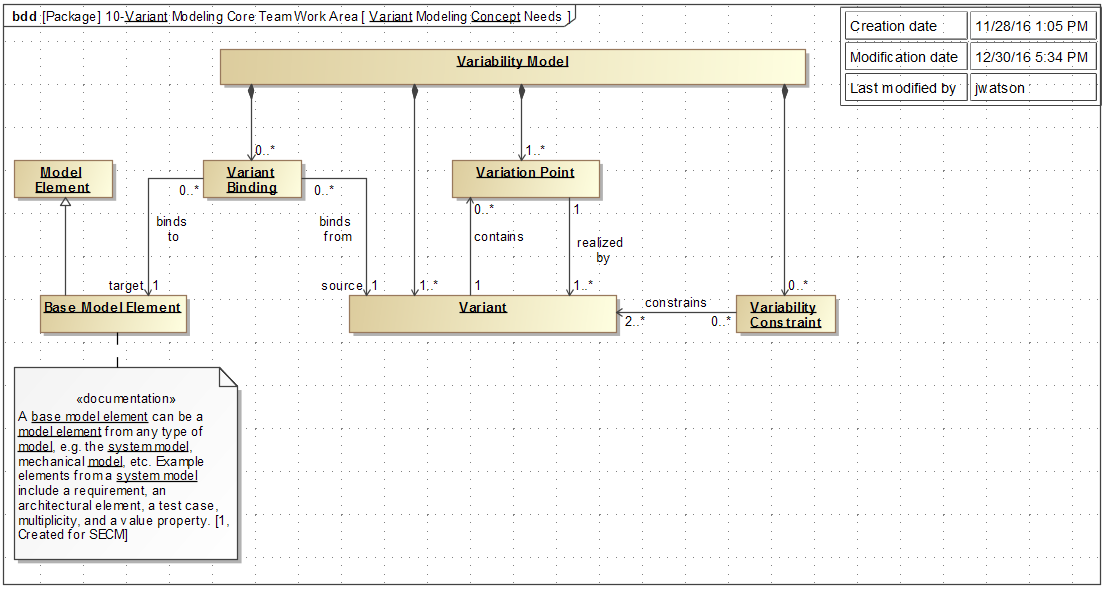 bdd [Package] 10-Variant Modeling Core Team Work Area [ Variant Modeling Concept Needs ]
Creation date 11/28/16 1:05 PM
Modification date 12/30/16 5:34 PM
Last modified by jwatson
Variability Model
0..*
1..*
Model
Element
Variant
Binding
Variation Point
0..*
0..*
0..*
1
binds
to
binds
from
contains
realized
by
target
1
source
1
1..*
1
1..*
0..*
Base Model Element
Variant
constrains
2..*
0..*
Variability
Constraint
«documentation»
A base model element can be a
model element from any type of
model, e.g. the system model,
mechanical model, etc. Example
elements from a system model
include a requirement, an
architectural element, a test case,
multiplicity, and a value property. [1,
Created for SECM]